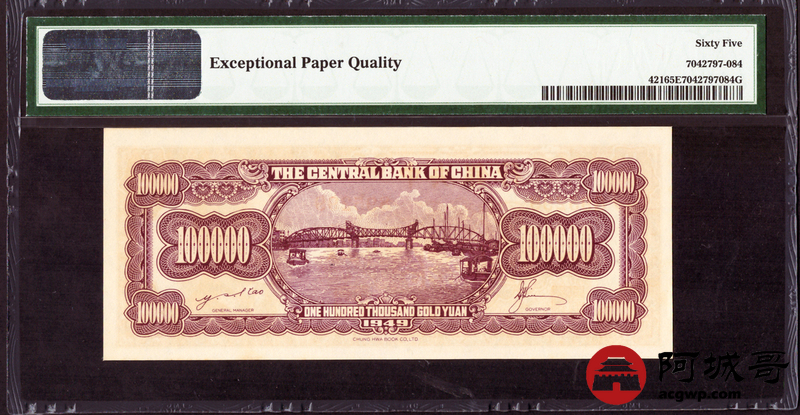 Exceptional Paper Quality
Sixty Five
7042797-084
42165E7042797084G
THE CENTRAL BANK OF CHINA
100000
100000
100000
100000
100000
100000
GENERAL MANAGER
GOVERNOR
ONE HUNDRED THOUSAND GOLD YUAN
1949
CHUNG HWA BOOK CO., LTD
阿城哥
acgwp.com